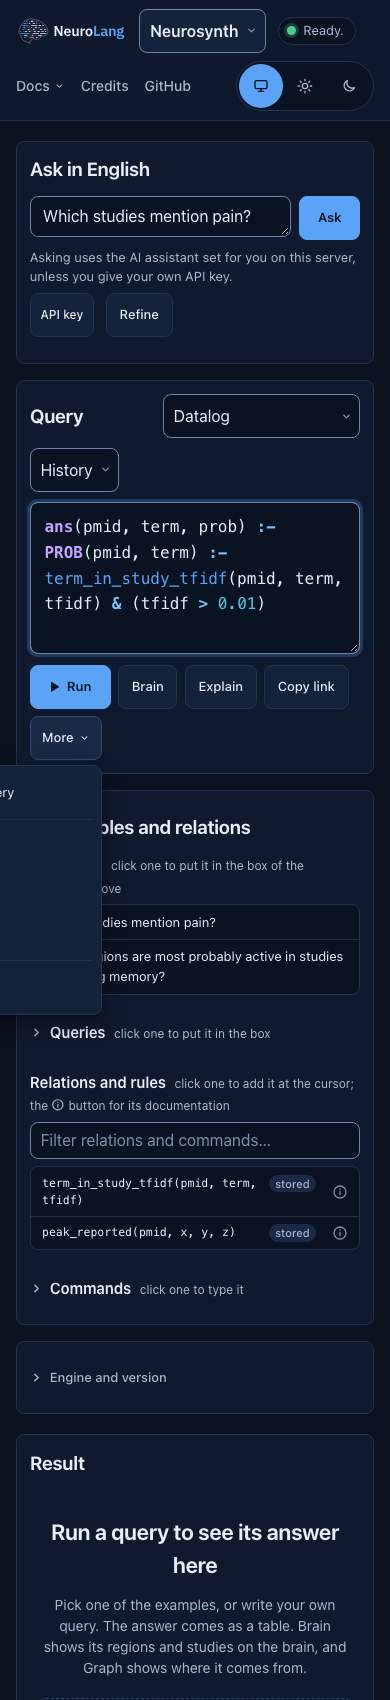 NeuroLang
Neurosynth
Ready.
Docs
Credits
GitHub
Ask in English
Which studies mention pain?
Ask
Asking uses the AI assistant set for you on this server,
unless you give your own API key.
API key
Refine
Query
Datalog
History
ans(pmid, term, prob) :-
PROB(pmid, term) :-
term_in_study_tfidf(pmid, term,
tfidf) & (tfidf > 0.01)
Run
Brain
Explain
Copy link
More
and relations
click one to put it in the box of the
mention pain?
are most probably active in studies
memory?
Queries click one to put it in the box
Relations and rules click one to add it at the cursor;
the button for its documentation
Filter relations and commands...
term_in_study_tfidf(pmid, term,
tfidf)
stored
peak_reported(pmid, x, y, z)
stored
Commands click one to type it
Engine and version
Result
Run a query to see its answer
here
Pick one of the examples, or write your own
query. The answer comes as a table. Brain
shows its regions and studies on the brain, and
Graph shows where it comes from.